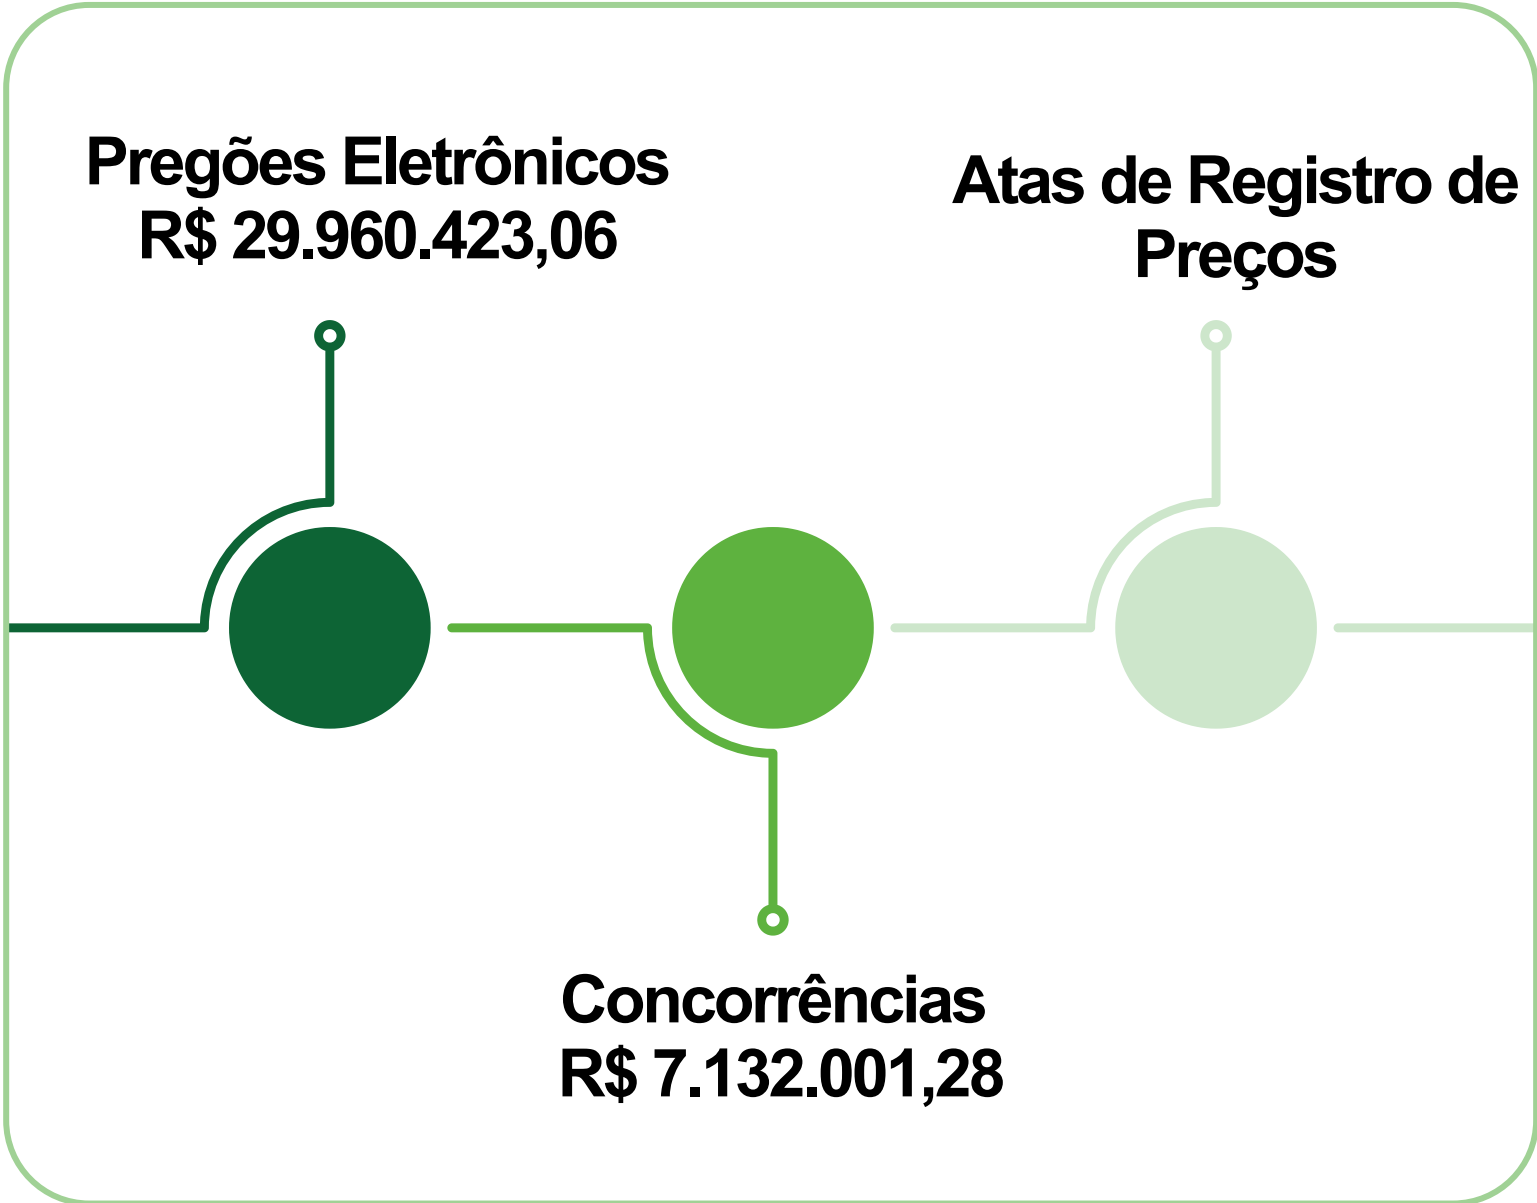 Pregões Eletrônicos
R$ 29.960.423,06
Atas de Registro de
Preços
Concorrências
R$ 7.132.001,28